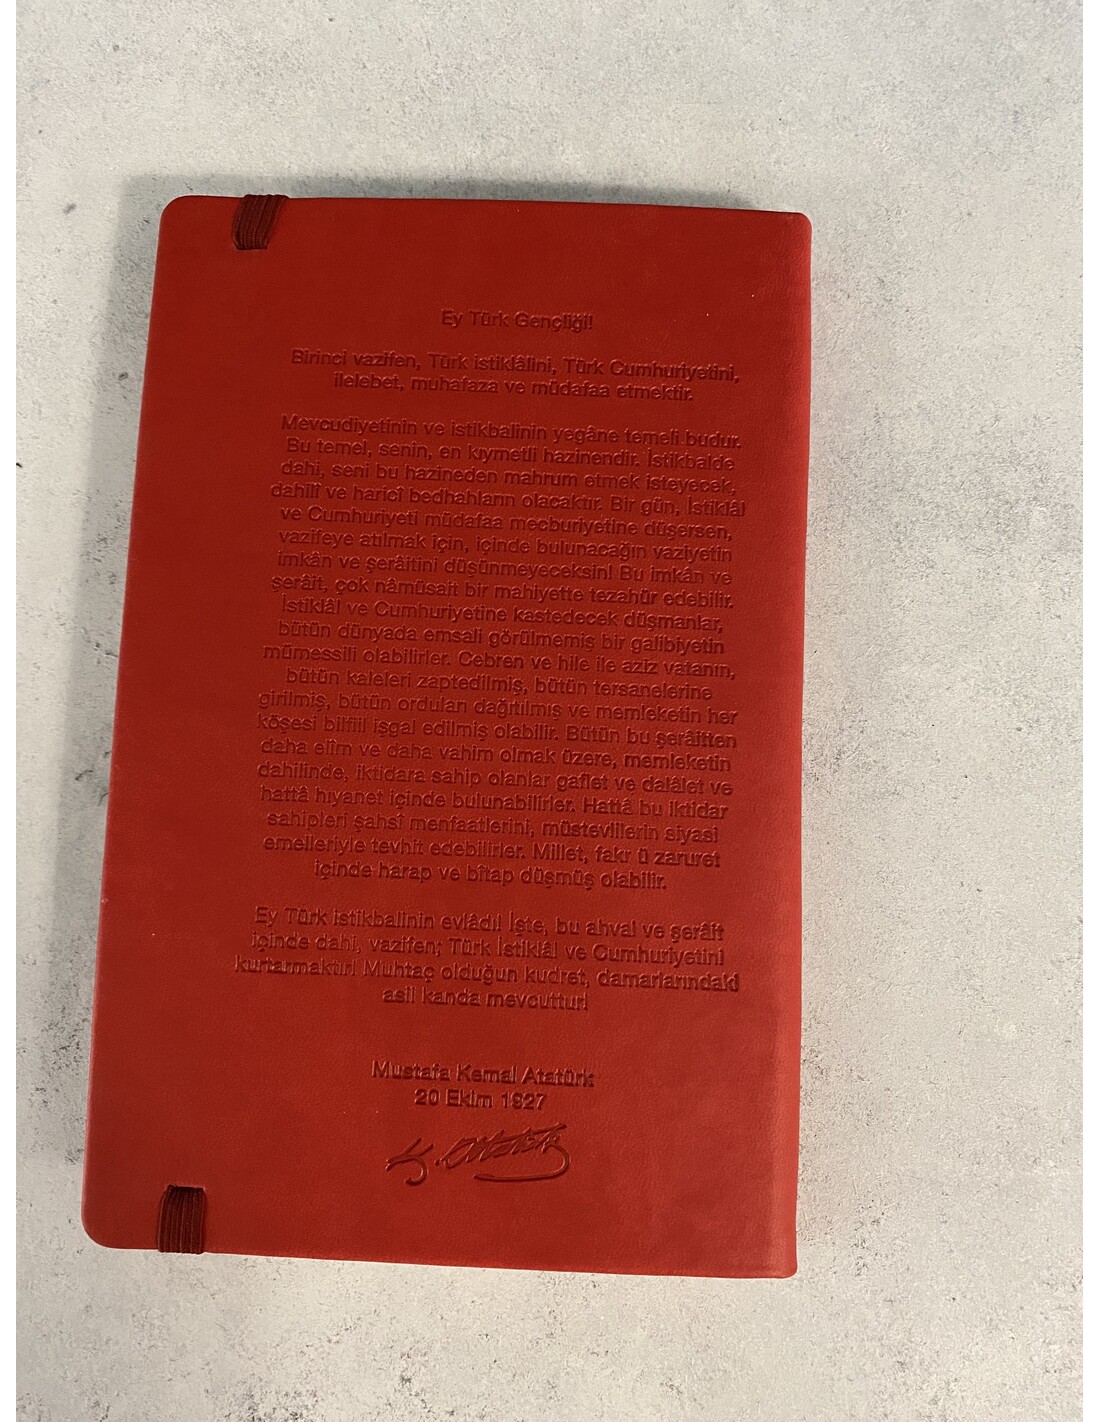 Ey Türk Gençliği!
Birinci vazifen, Türk istiklâlini, Türk Cumhuriyetini,
ilelebet, muhafaza ve müdafaa etmektir.
Mevcudiyetinin ve istikbalinin yegâne temeli budur.
Bu temel, senin, en kıymetli hazinendir. İstikbalde
dahi, seni bu hazineden mahrum etmek isteyecek,
dahilî ve haricî bedhahların olacaktır. Bir gün, İstiklâl
ve Cumhuriyeti müdafaa mecburiyetine düşersen,
vazifeye atılmak için, içinde bulunacağın vaziyetin
imkân ve şerâitini düşünmeyeceksin! Bu imkân ve
şerâit, çok nâmüsait bir mahiyette tezahür edebilir.
İstiklâl ve Cumhuriyetine kastedecek düşmanlar,
bütün dünyada emsali görülmemiş bir galibiyetin
mümessili olabilirler. Cebren ve hile ile aziz vatanın,
bütün kaleleri zaptedilmiş, bütün tersanelerine
girilmiş, bütün orduları dağıtılmış ve memleketin her
köşesi bilfiil işgal edilmiş olabilir. Bütün bu şerâitten
daha elîm ve daha vahim olmak üzere, memleketin
dahilinde, iktidara sahip olanlar gaflet ve dalâlet ve
hattâ hıyanet içinde bulunabilirler. Hattâ bu iktidar
sahipleri şahsî menfaatlerini, müstevlilerin siyasi
emelleriyle tevhit edebilirler. Millet, fakr ü zaruret
içinde harap ve bîtap düşmüş olabilir.
Ey Türk istikbalinin evlâdı! İşte, bu ahval ve şerâit
içinde dahi, vazifen; Türk İstiklâl ve Cumhuriyetini
kurtarmaktır! Muhtaç olduğun kudret, damarlarındaki
asil kanda mevcuttur!
Mustafa Kemal Atatürk
20 Ekim 1927
K. Atatürk